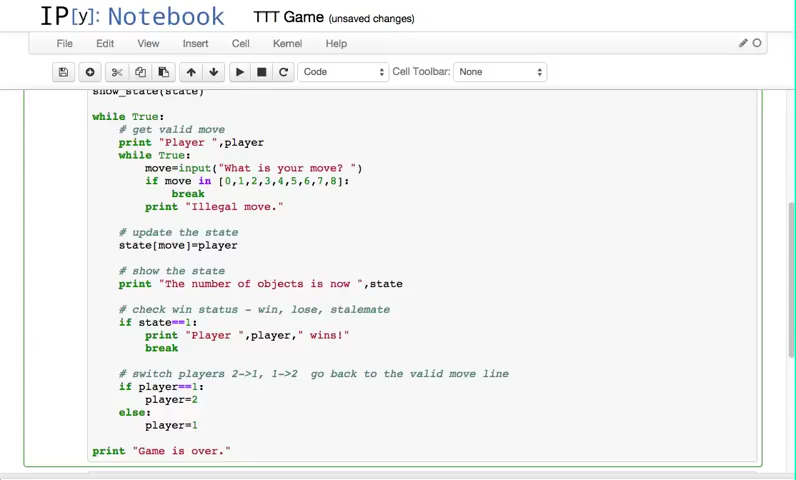 IP[y]: Notebook TTT Game (unsaved changes)
File Edit View Insert Cell Kernel Help
Code Cell Toolbar: None
show_state(state)
while True:
# get valid move
print "Player ",player
while True:
move=input("What is your move? ")
if move in [0,1,2,3,4,5,6,7,8]:
break
print "Illegal move."
# update the state
state[move]=player
# show the state
print "The number of objects is now ",state
# check win status - win, lose, stalemate
if state==1:
print "Player ",player," wins!"
break
# switch players 2->1, 1->2  go back to the valid move line
if player==1:
player=2
else:
player=1
print "Game is over."